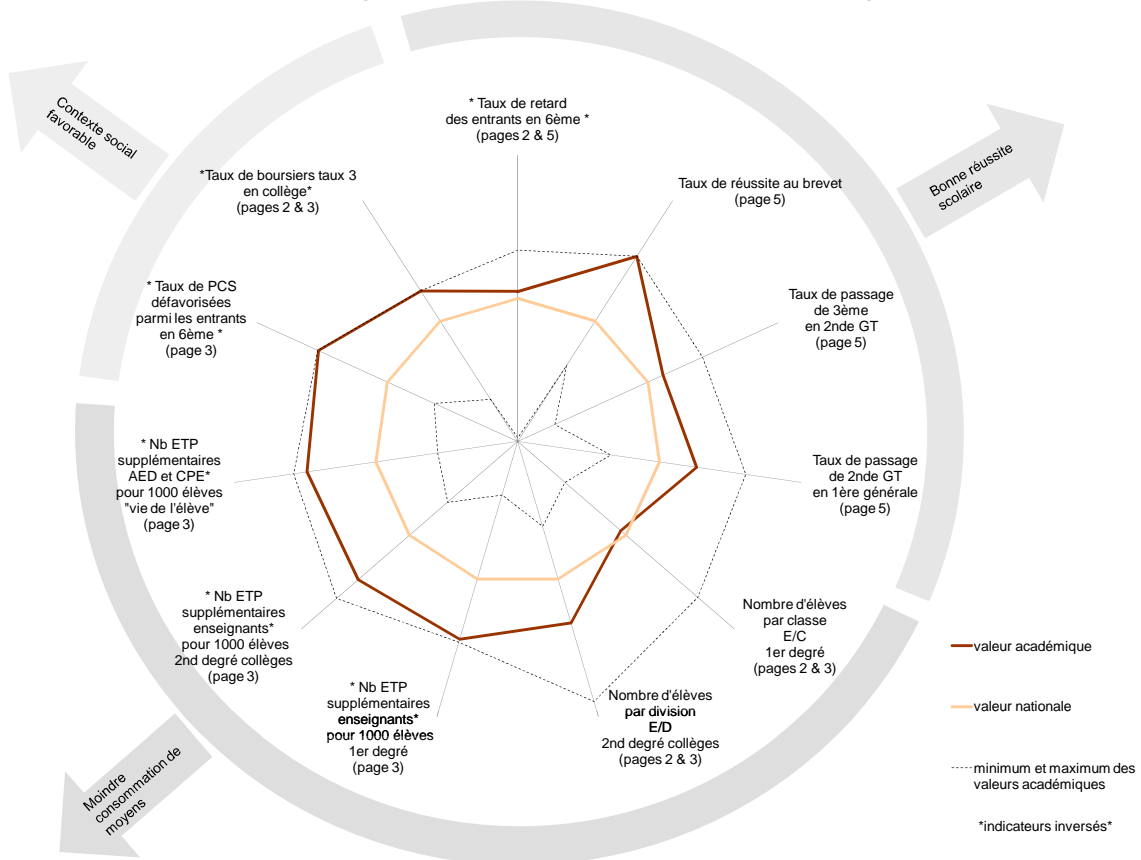 * Taux de retard
des entrants en 6ème *
(pages 2 & 5)
Contexte social
favorable
*Taux de boursiers taux 3
en collège*
(pages 2 & 3)
Taux de réussite au brevet
(page 5)
Bonne réussite
scolaire
* Taux de PCS
défavorisées
parmi les entrants
en 6ème *
(page 3)
Taux de passage
de 3ème
en 2nde GT
(page 5)
* Nb ETP
supplémentaires
AED et CPE*
pour 1000 élèves
"vie de l'élève"
(page 3)
Taux de passage
de 2nde GT
en 1ère générale
(page 5)
* Nb ETP
supplémentaires
enseignants*
pour 1000 élèves
2nd degré collèges
(page 3)
Nombre d'élèves
par classe
E/C
1er degré
(pages 2 & 3)
* Nb ETP
supplémentaires
enseignants*
pour 1000 élèves
1er degré
(page 3)
Nombre d'élèves
par division
E/D
2nd degré collèges
(pages 2 & 3)
Moindre
consommation de
moyens
valeur académique
valeur nationale
minimum et maximum des
valeurs académiques
*indicateurs inversés*